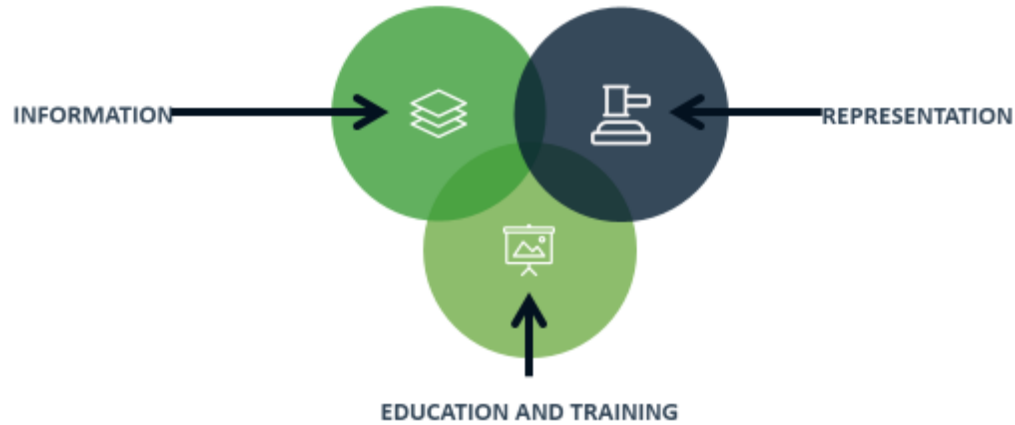 INFORMATION
REPRESENTATION
EDUCATION AND TRAINING